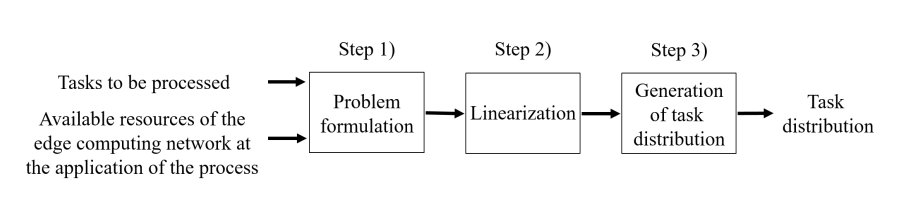 Step 1)
Step 2)
Step 3)
Tasks to be processed
Available resources of the
edge computing network at
the application of the process
Problem
formulation
Linearization
Generation
of task
distribution
Task
distribution